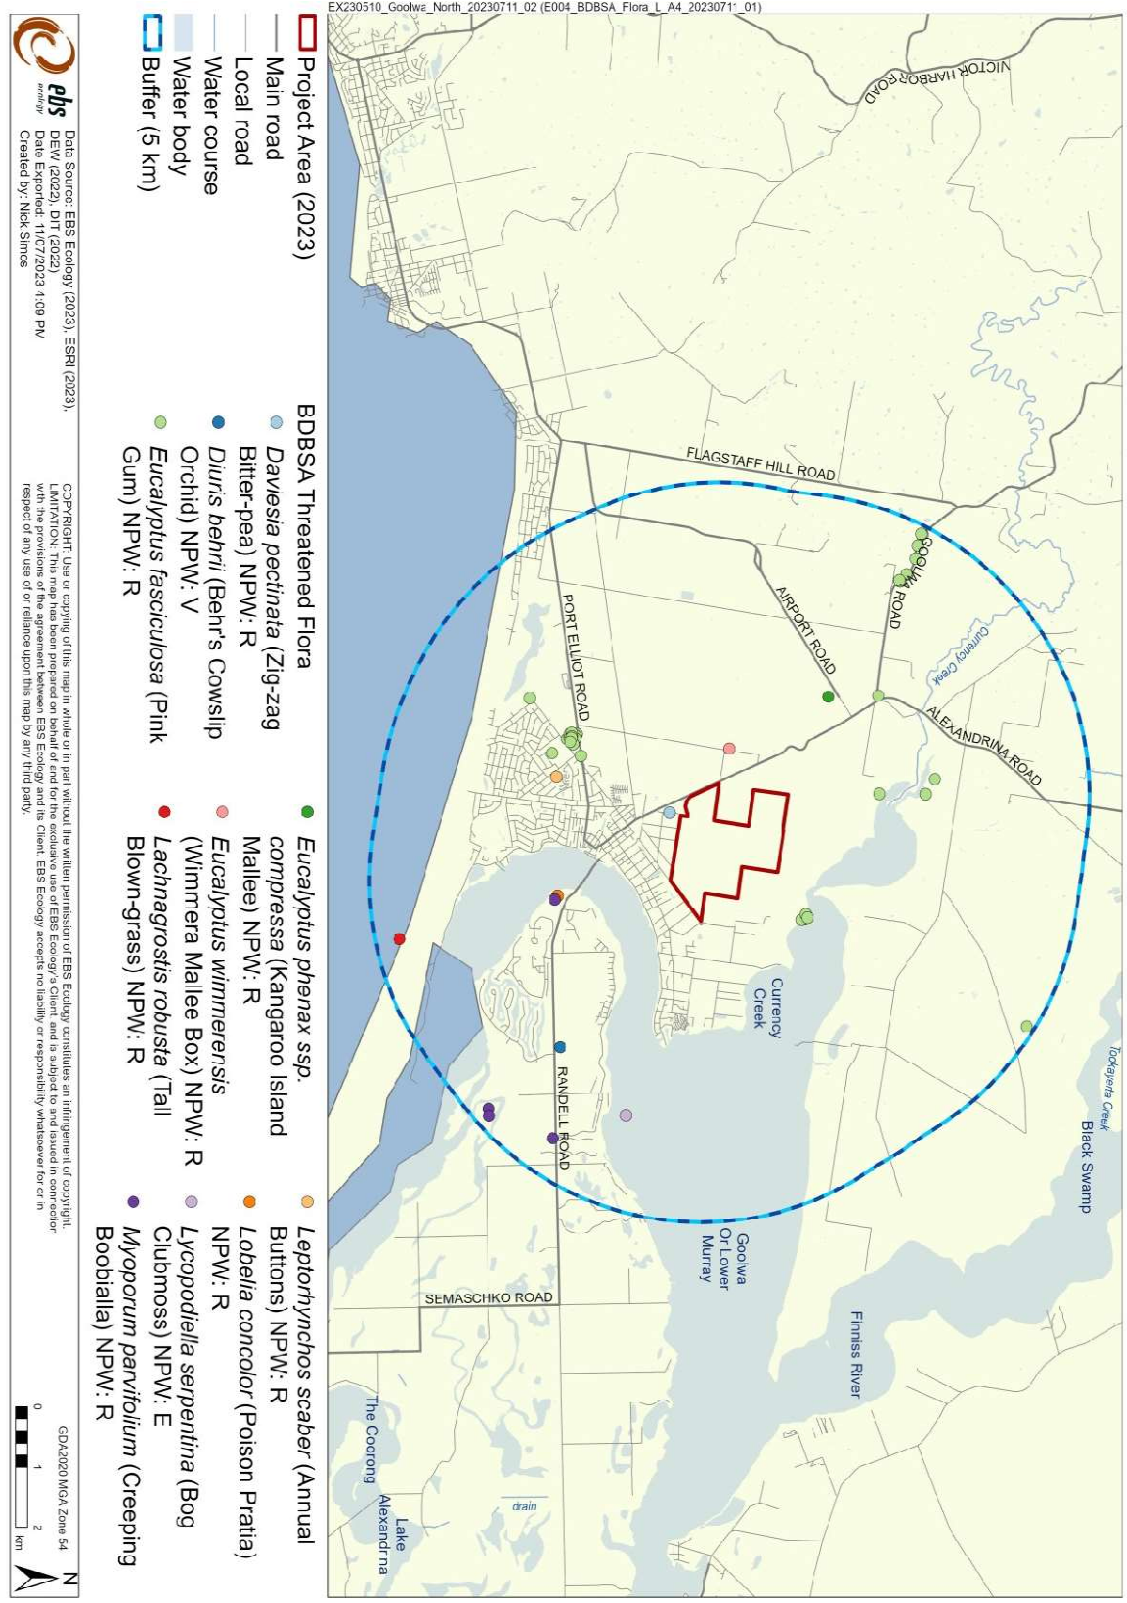 EX230510_Goolwa_North_20230711_02 (E004_BDBSA_Flora_L_A4_20230711_01)
VICTOR HARBOR ROAD
FLAGSTAFF HILL ROAD
GOOLWA ROAD
AIRPORT ROAD
PORT ELLIOT ROAD
Currency Creek
ALEXANDRINA ROAD
Currency
Creek
RANDELL ROAD
Tookayerta Creek
Black Swamp
Goolwa
Or Lower
Murray
SEMASCHKO ROAD
Finniss River
The Coorong
Lake
Alexandrina
drain
Project Area (2023)
Main road
Local road
Water course
Water body
Buffer (5 km)
BDBSA Threatened Flora
Daviesia pectinata (Zig-zag
Bitter-pea) NPW: R
Diuris behrii (Behr's Cowslip
Orchid) NPW: V
Eucalyptus fasciculosa (Pink
Gum) NPW: R
Eucalyptus phenax ssp.
compressa (Kangaroo Island
Mallee) NPW: R
Eucalyptus wimmerensis
(Wimmera Mallee Box) NPW: R
Lachnagrostis robusta (Tall
Blown-grass) NPW: R
Leptorhynchos scaber (Annual
Buttons) NPW: R
Lobelia concolor (Poison Pratia)
NPW: R
Lycopodiella serpentina (Bog
Clubmoss) NPW: E
Myoporum parvifolium (Creeping
Boobialla) NPW: R
ebs
ecology
Data Source: EBS Ecology (2023), ESRI (2023),
DEW (2022), DIT (2022)
Date Exported: 11/07/2023 4:09 PM
Created by: Nick Simos
COPYRIGHT: Use or copying of this map in whole or in part without the written permission of EBS Ecology constitutes an infringement of copyright.
LIMITATION: This map has been prepared on behalf of and for the exclusive use of EBS Ecology's Client, and is subject to and issued in connection
with the provisions of the agreement between EBS Ecology and its Client. EBS Ecology accepts no liability or responsibility whatsoever for or in
respect of any use of or reliance upon this map by any third party.
GDA2020 MGA Zone 54
0 1 2
km
N